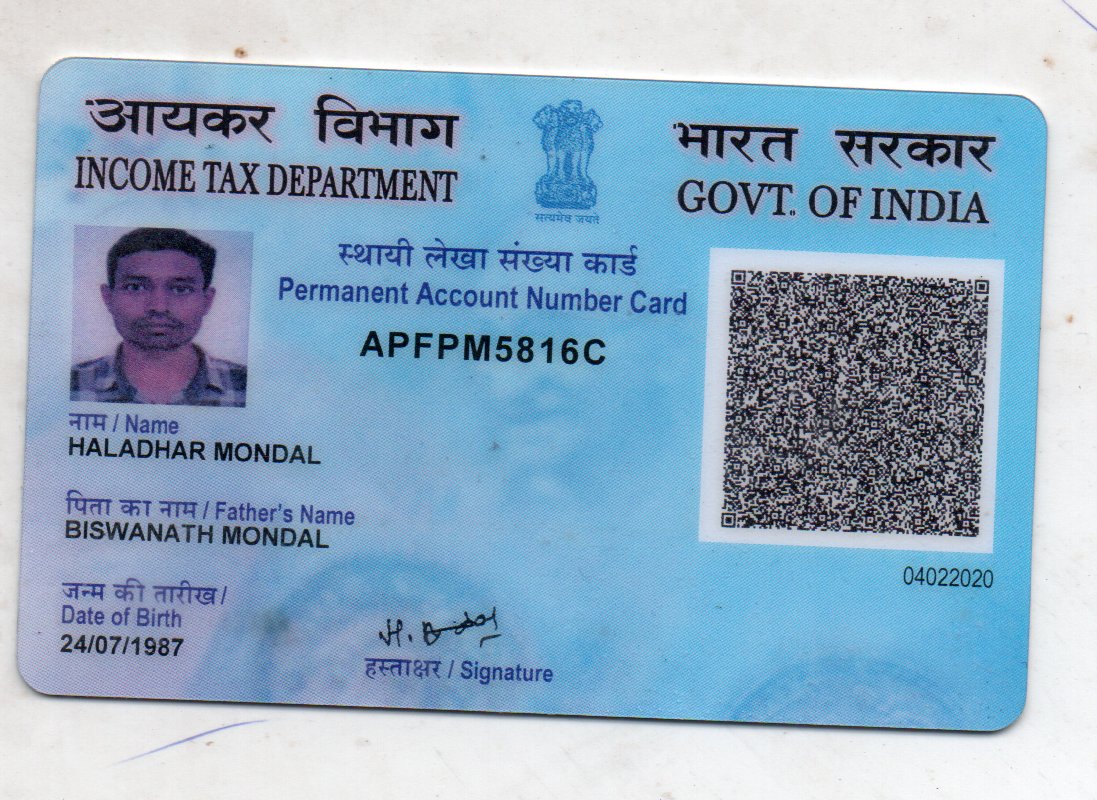 आयकर विभाग
INCOME TAX DEPARTMENT
सत्यमेव जयते
भारत सरकार
GOVT. OF INDIA
स्थायी लेखा संख्या कार्ड
Permanent Account Number Card
APFPM5816C
नाम / Name
HALADHAR MONDAL
पिता का नाम / Father's Name
BISWANATH MONDAL
04022020
जन्म की तारीख/
Date of Birth
24/07/1987
हस्ताक्षर / Signature